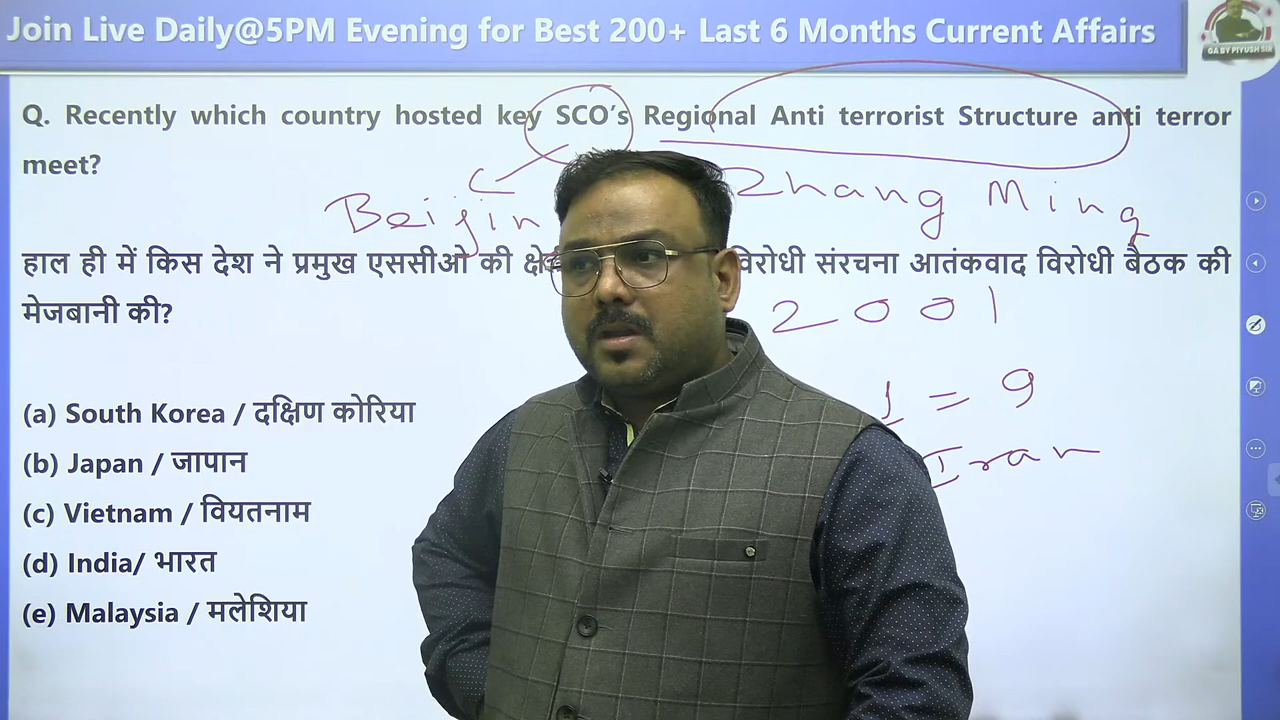 Join Live Daily@5PM Evening for Best 200+ Last 6 Months Current Affairs
GA BY PIYUSH SIR
Q. Recently which country hosted key SCO's Regional Anti terrorist Structure anti terror
meet?
Beijin
Zhang Ming
हाल ही में किस देश ने प्रमुख एससीओ की विरोधी संरचना आतंकवाद विरोधी बैठक की
मेजबानी की?
2001
1 = 9
Iran
(a) South Korea / दक्षिण कोरिया
(b) Japan / जापान
(c) Vietnam / वियतनाम
(d) India/ भारत
(e) Malaysia / मलेशिया